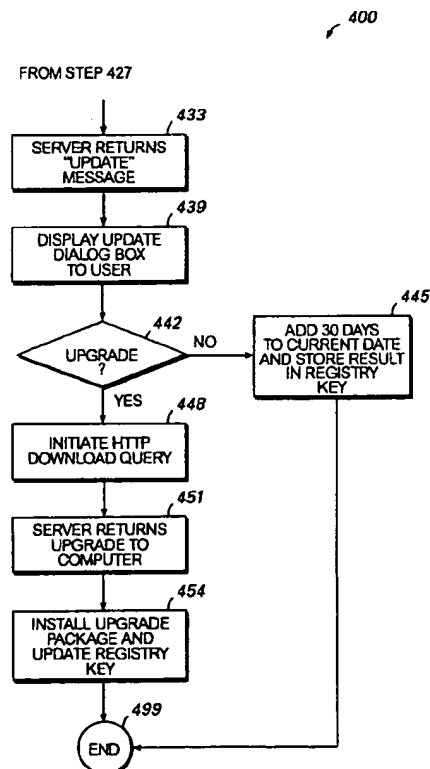 400
FROM STEP 427
433
SERVER RETURNS
"UPDATE"
MESSAGE
439
DISPLAY UPDATE
DIALOG BOX
TO USER
442
UPGRADE
?
NO
YES
445
ADD 30 DAYS
TO CURRENT DATE
AND STORE RESULT
IN REGISTRY
KEY
448
INITIATE HTTP
DOWNLOAD QUERY
451
SERVER RETURNS
UPGRADE TO
COMPUTER
454
INSTALL UPGRADE
PACKAGE AND
UPDATE REGISTRY
KEY
499
END